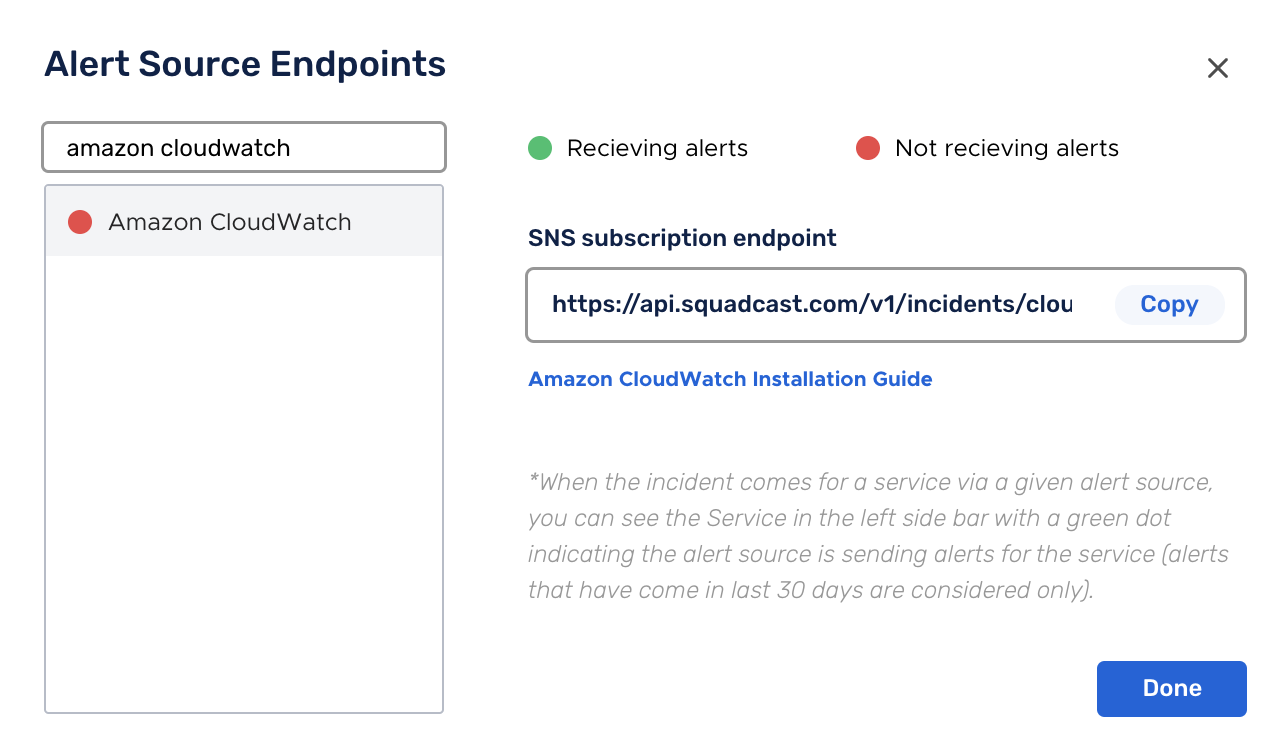 Alert Source Endpoints
amazon cloudwatch
Amazon CloudWatch
Recieving alerts
Not recieving alerts
SNS subscription endpoint
https://api.squadcast.com/v1/incidents/clou
Copy
Amazon CloudWatch Installation Guide
*When the incident comes for a service via a given alert source,
you can see the Service in the left side bar with a green dot
indicating the alert source is sending alerts for the service (alerts
that have come in last 30 days are considered only).
Done